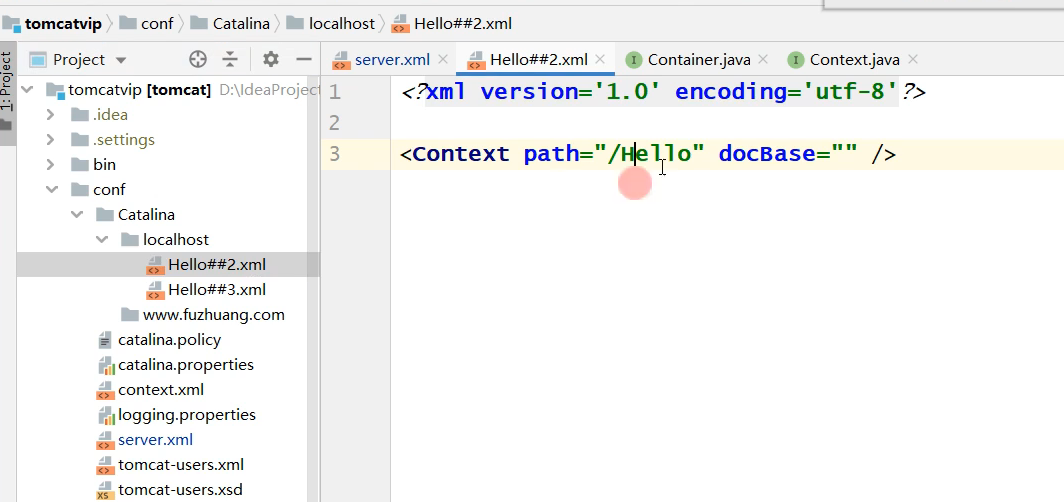 tomcatvip conf Catalina localhost Hello##2.xml
1: Project
Project
server.xml Hello##2.xml Container.java Context.java
tomcatvip [tomcat] D:\IdeaProject
.idea
.settings
bin
conf
Catalina
localhost
Hello##2.xml
Hello##3.xml
www.fuzhuang.com
catalina.policy
catalina.properties
context.xml
logging.properties
server.xml
tomcat-users.xml
tomcat-users.xsd
1 <?xml version='1.0' encoding='utf-8'?>
2
3 <Context path="/Hello" docBase="" />